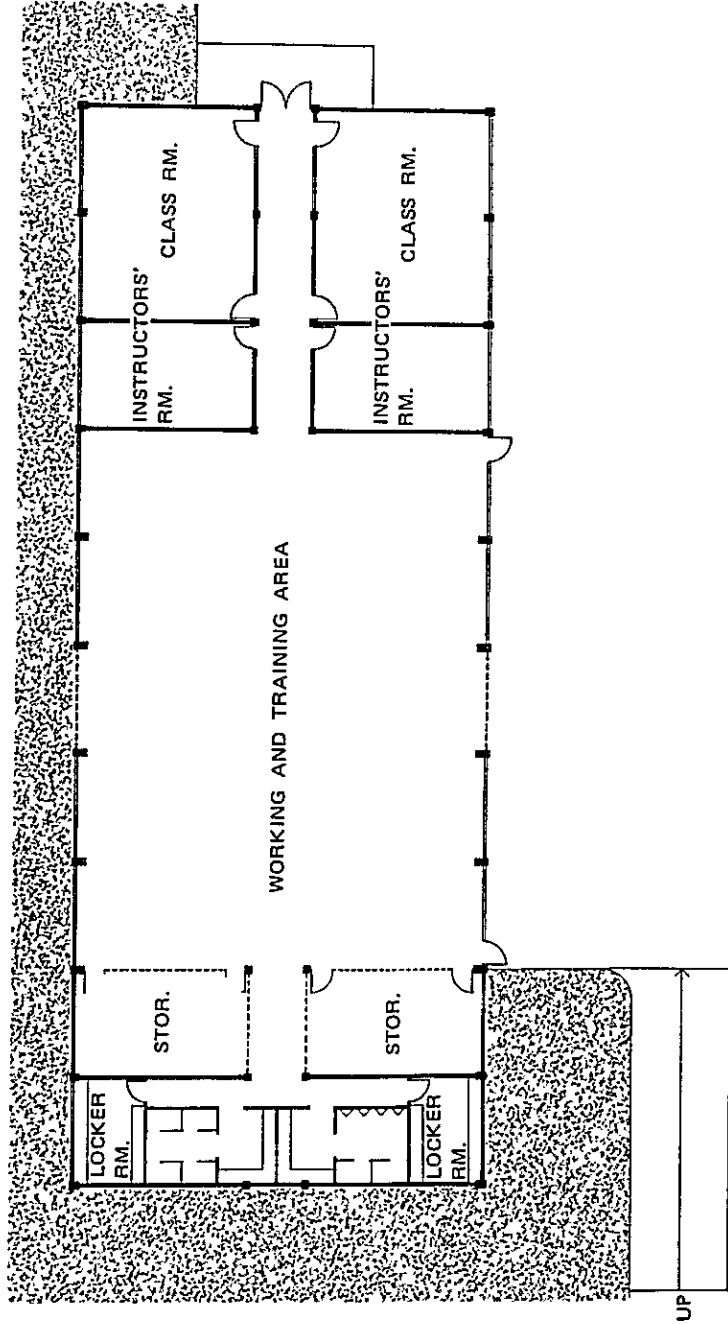 CLASS RM.
CLASS RM.
INSTRUCTORS'
RM.
INSTRUCTORS'
RM.
WORKING AND TRAINING AREA
STOR.
STOR.
LOCKER
RM.
LOCKER
RM.
UP